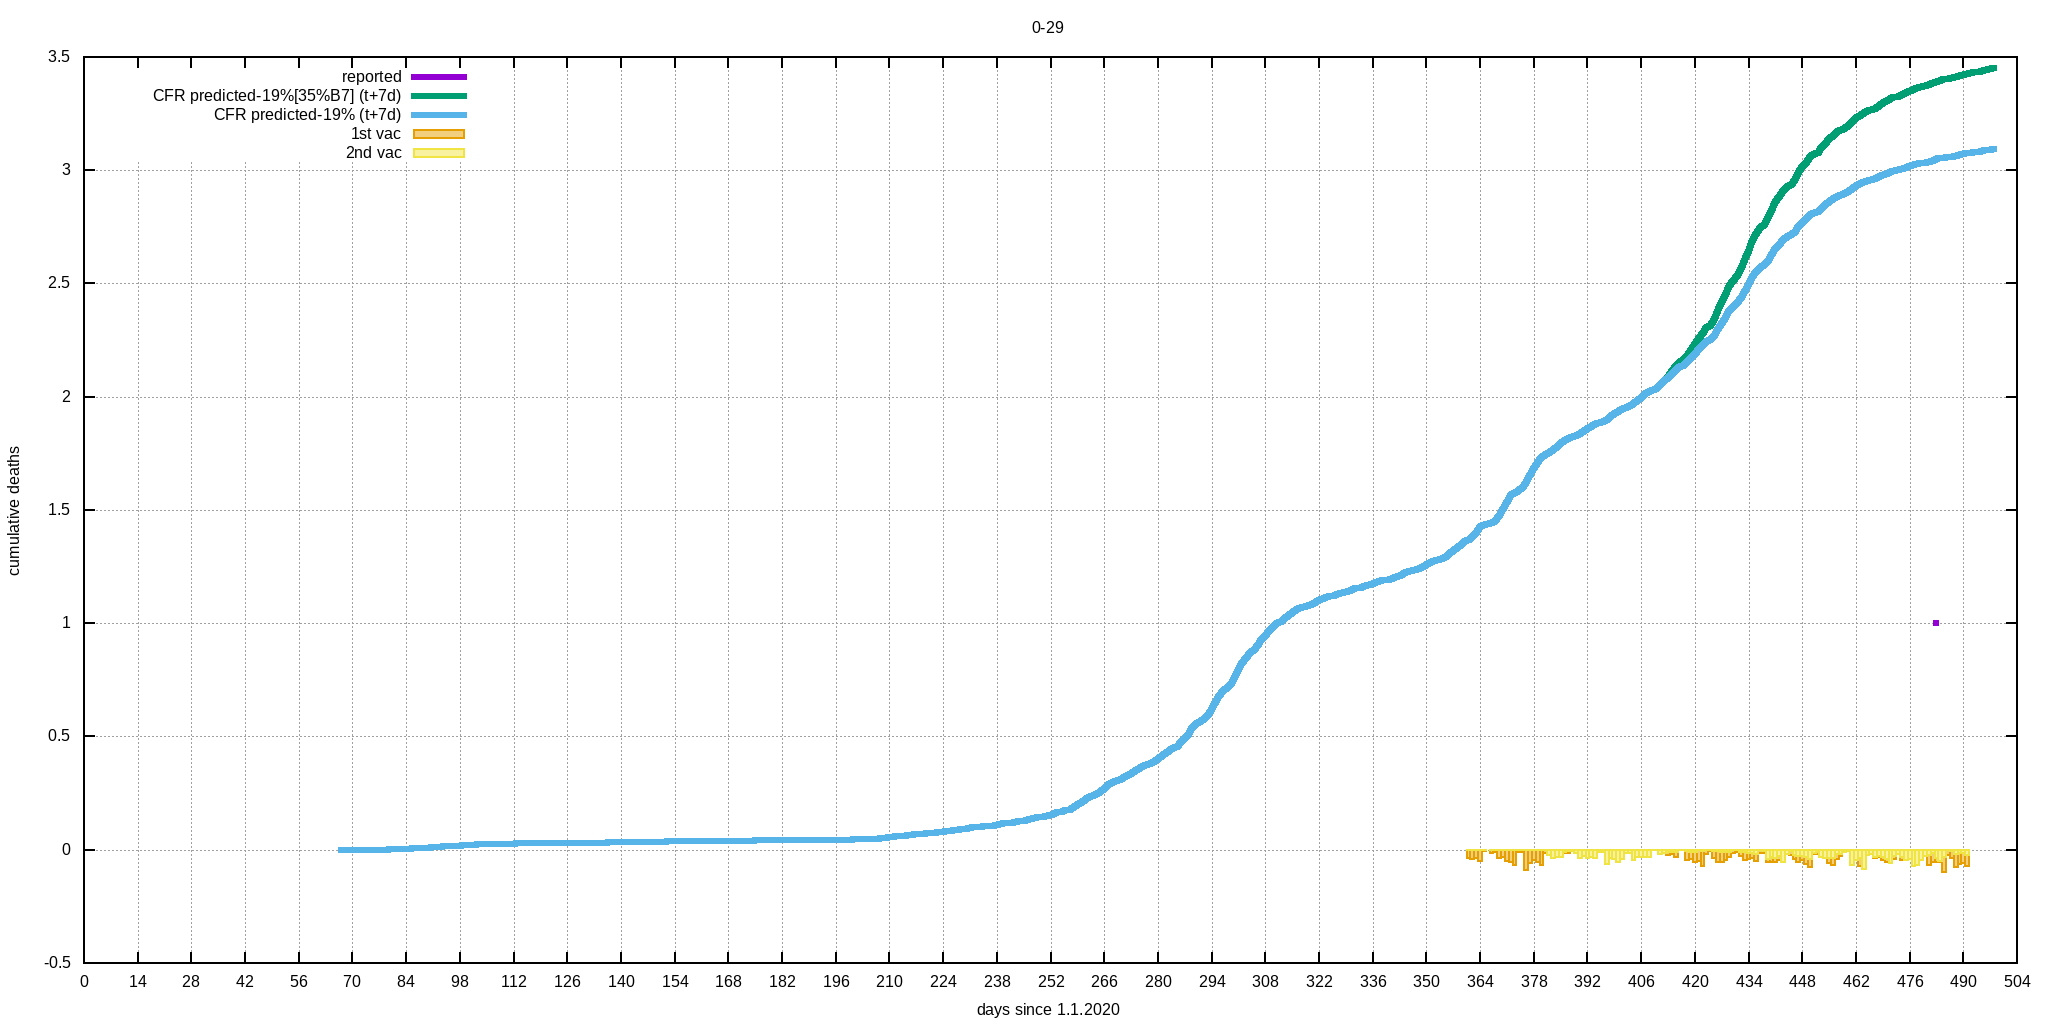 0-29
3.5
3
2.5
2
1.5
1
0.5
0
-0.5
cumulative deaths
reported
CFR predicted-19%[35%B7] (t+7d)
CFR predicted-19% (t+7d)
1st vac
2nd vac
0 14 28 42 56 70 84 98 112 126 140 154 168 182 196 210 224 238 252 266 280 294 308 322 336 350 364 378 392 406 420 434 448 462 476 490 504
days since 1.1.2020